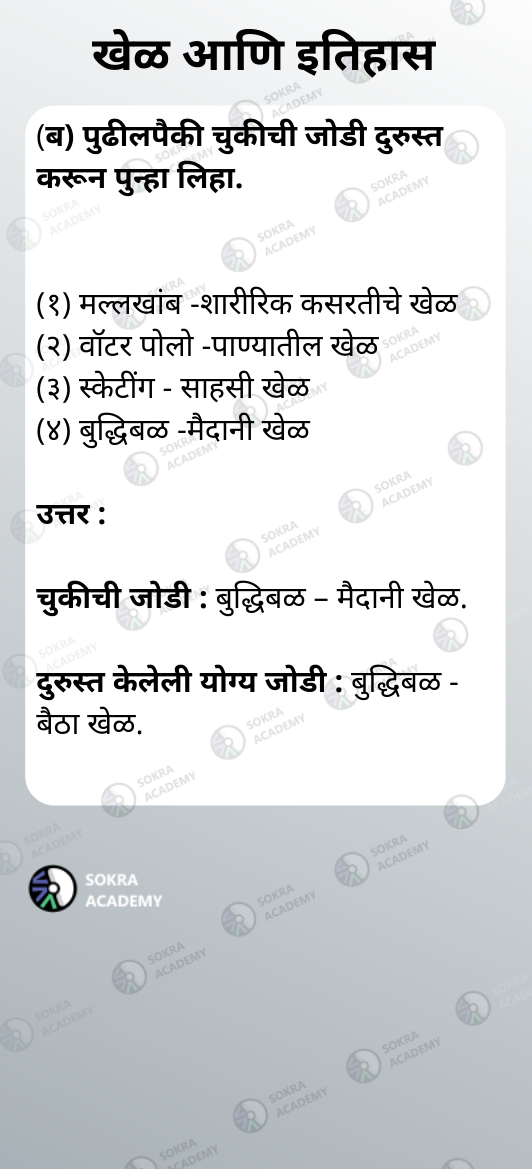 खेळ आणि इतिहास
(ब) पुढीलपैकी चुकीची जोडी दुरुस्त
करून पुन्हा लिहा.
(१) मल्लखांब -शारीरिक कसरतीचे खेळ
(२) वॉटर पोलो -पाण्यातील खेळ
(३) स्केटींग - साहसी खेळ
(४) बुद्धिबळ -मैदानी खेळ
उत्तर :
चुकीची जोडी : बुद्धिबळ – मैदानी खेळ.
दुरुस्त केलेली योग्य जोडी : बुद्धिबळ -
बैठा खेळ.
SOKRA
ACADEMY